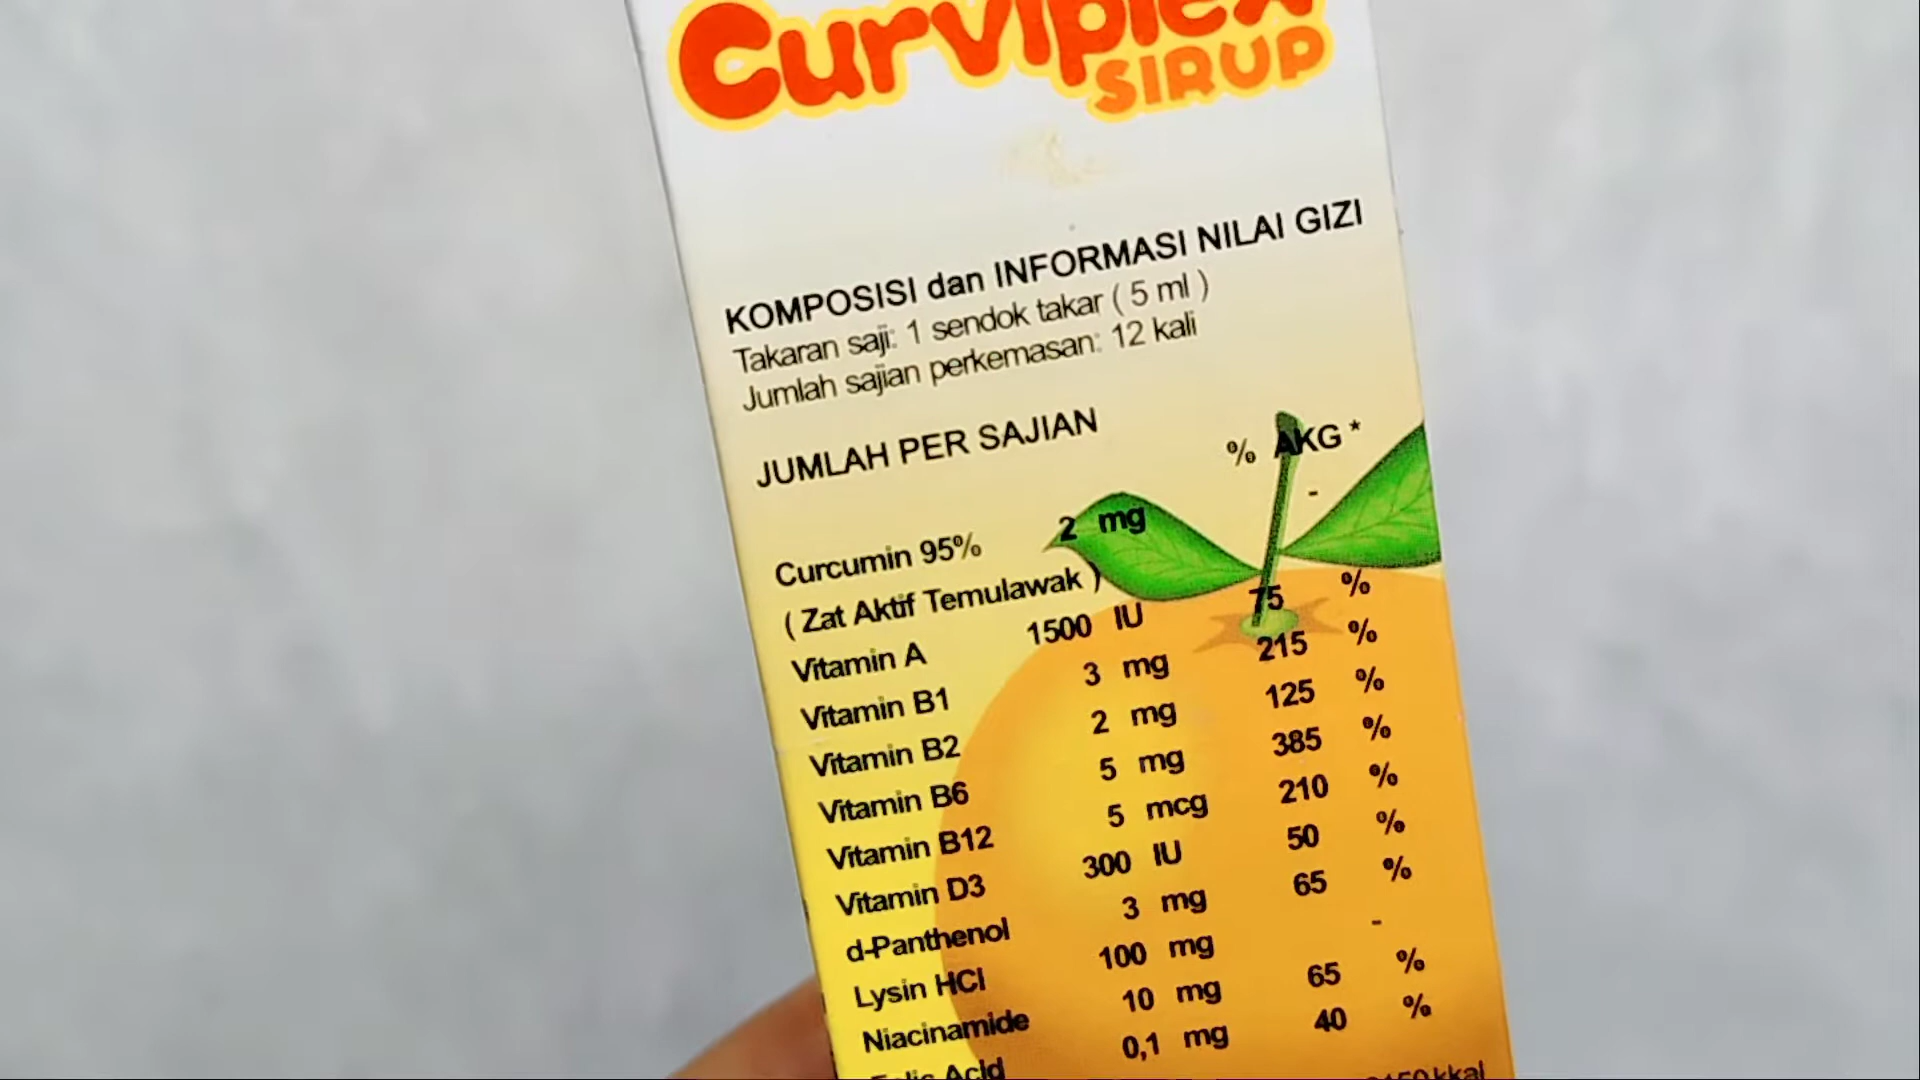 Curviplex
SIRUP
KOMPOSISI dan INFORMASI NILAI GIZI
Takaran saji: 1 sendok takar ( 5 ml )
Jumlah sajian perkemasan: 12 kali
JUMLAH PER SAJIAN % AKG *
Curcumin 95% 2 mg -
( Zat Aktif Temulawak )
Vitamin A 1500 IU 75 %
Vitamin B1 3 mg 215 %
Vitamin B2 2 mg 125 %
Vitamin B6 5 mg 385 %
Vitamin B12 5 mcg 210 %
Vitamin D3 300 IU 50 %
d-Panthenol 3 mg 65 %
Lysin HCl 100 mg -
Niacinamide 10 mg 65 %
Folic Acid 0,1 mg 40 %
kkal